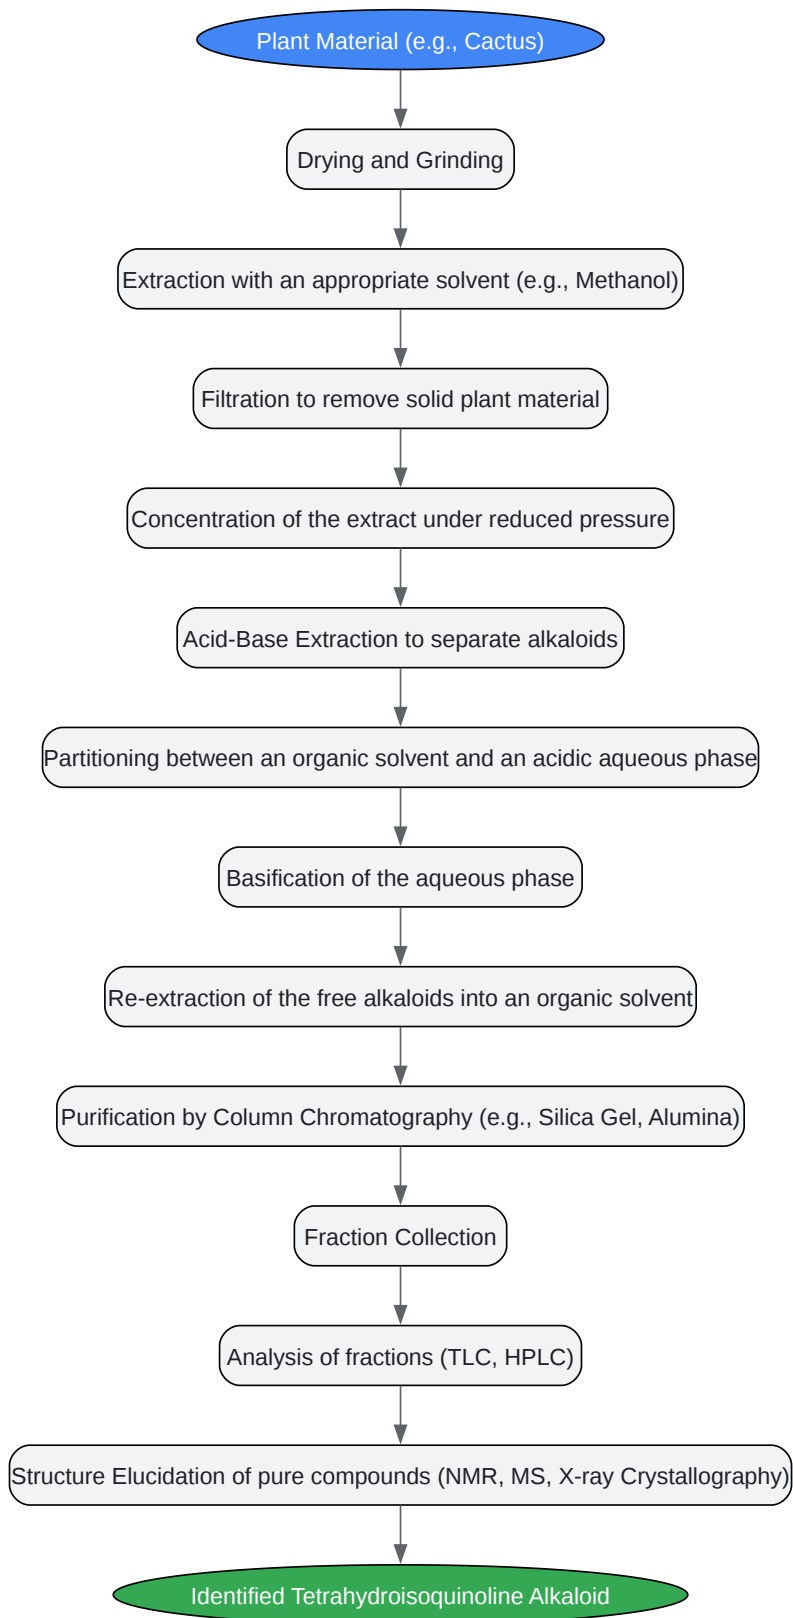 Plant Material (e.g., Cactus)
Drying and Grinding
Extraction with an appropriate solvent (e.g., Methanol)
Filtration to remove solid plant material
Concentration of the extract under reduced pressure
Acid-Base Extraction to separate alkaloids
Partitioning between an organic solvent and an acidic aqueous phase
Basification of the aqueous phase
Re-extraction of the free alkaloids into an organic solvent
Purification by Column Chromatography (e.g., Silica Gel, Alumina)
Fraction Collection
Analysis of fractions (TLC, HPLC)
Structure Elucidation of pure compounds (NMR, MS, X-ray Crystallography)
Identified Tetrahydroisoquinoline Alkaloid